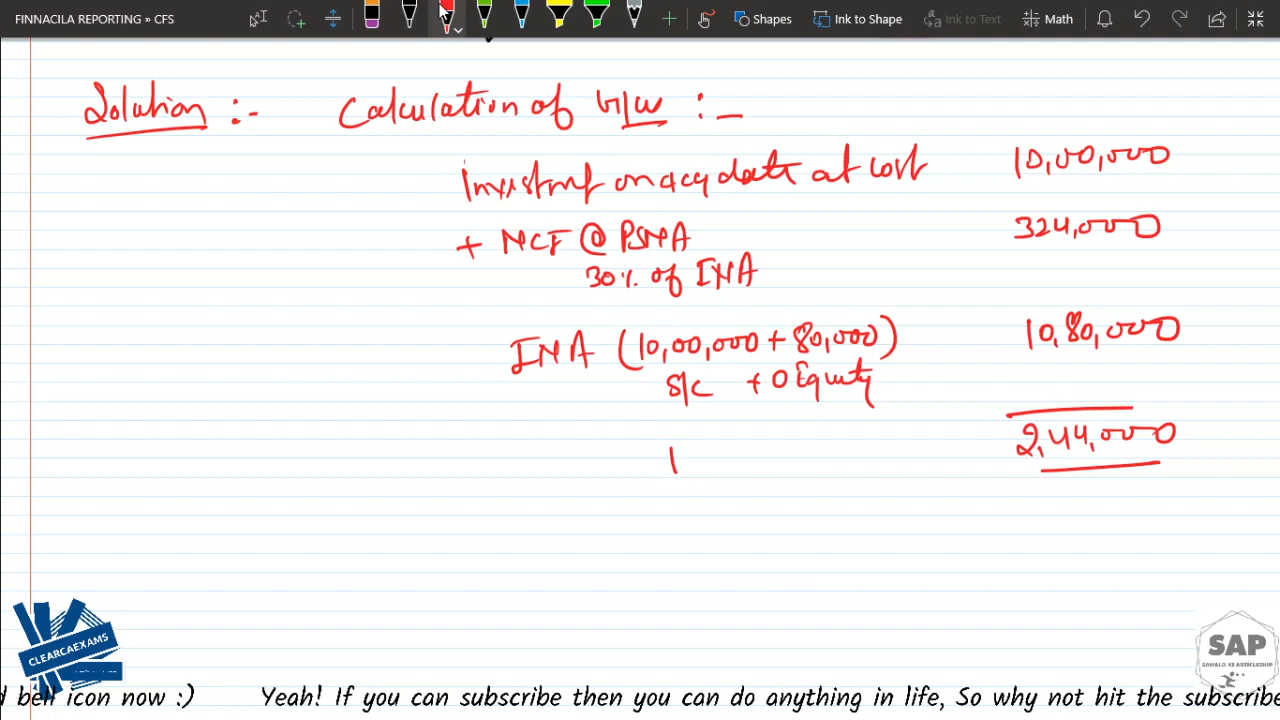 FINNACILA REPORTING » CFS
Shapes Ink to Shape Ink to Text Math
Solution :- Calculation of G/W :-
Investment on acq date at cost 10,00,000
+ NCI @ PSNA 324,000
30% of INA
INA (10,00,000 + 80,000) 10,80,000
S/C + O Equity
2,44,000
CLEARCAEXAMS
SAP
SAWALO KE ARTICLESHIP
d bell icon now :) Yeah! If you can subscribe then you can do anything in life, So why not hit the subscribe